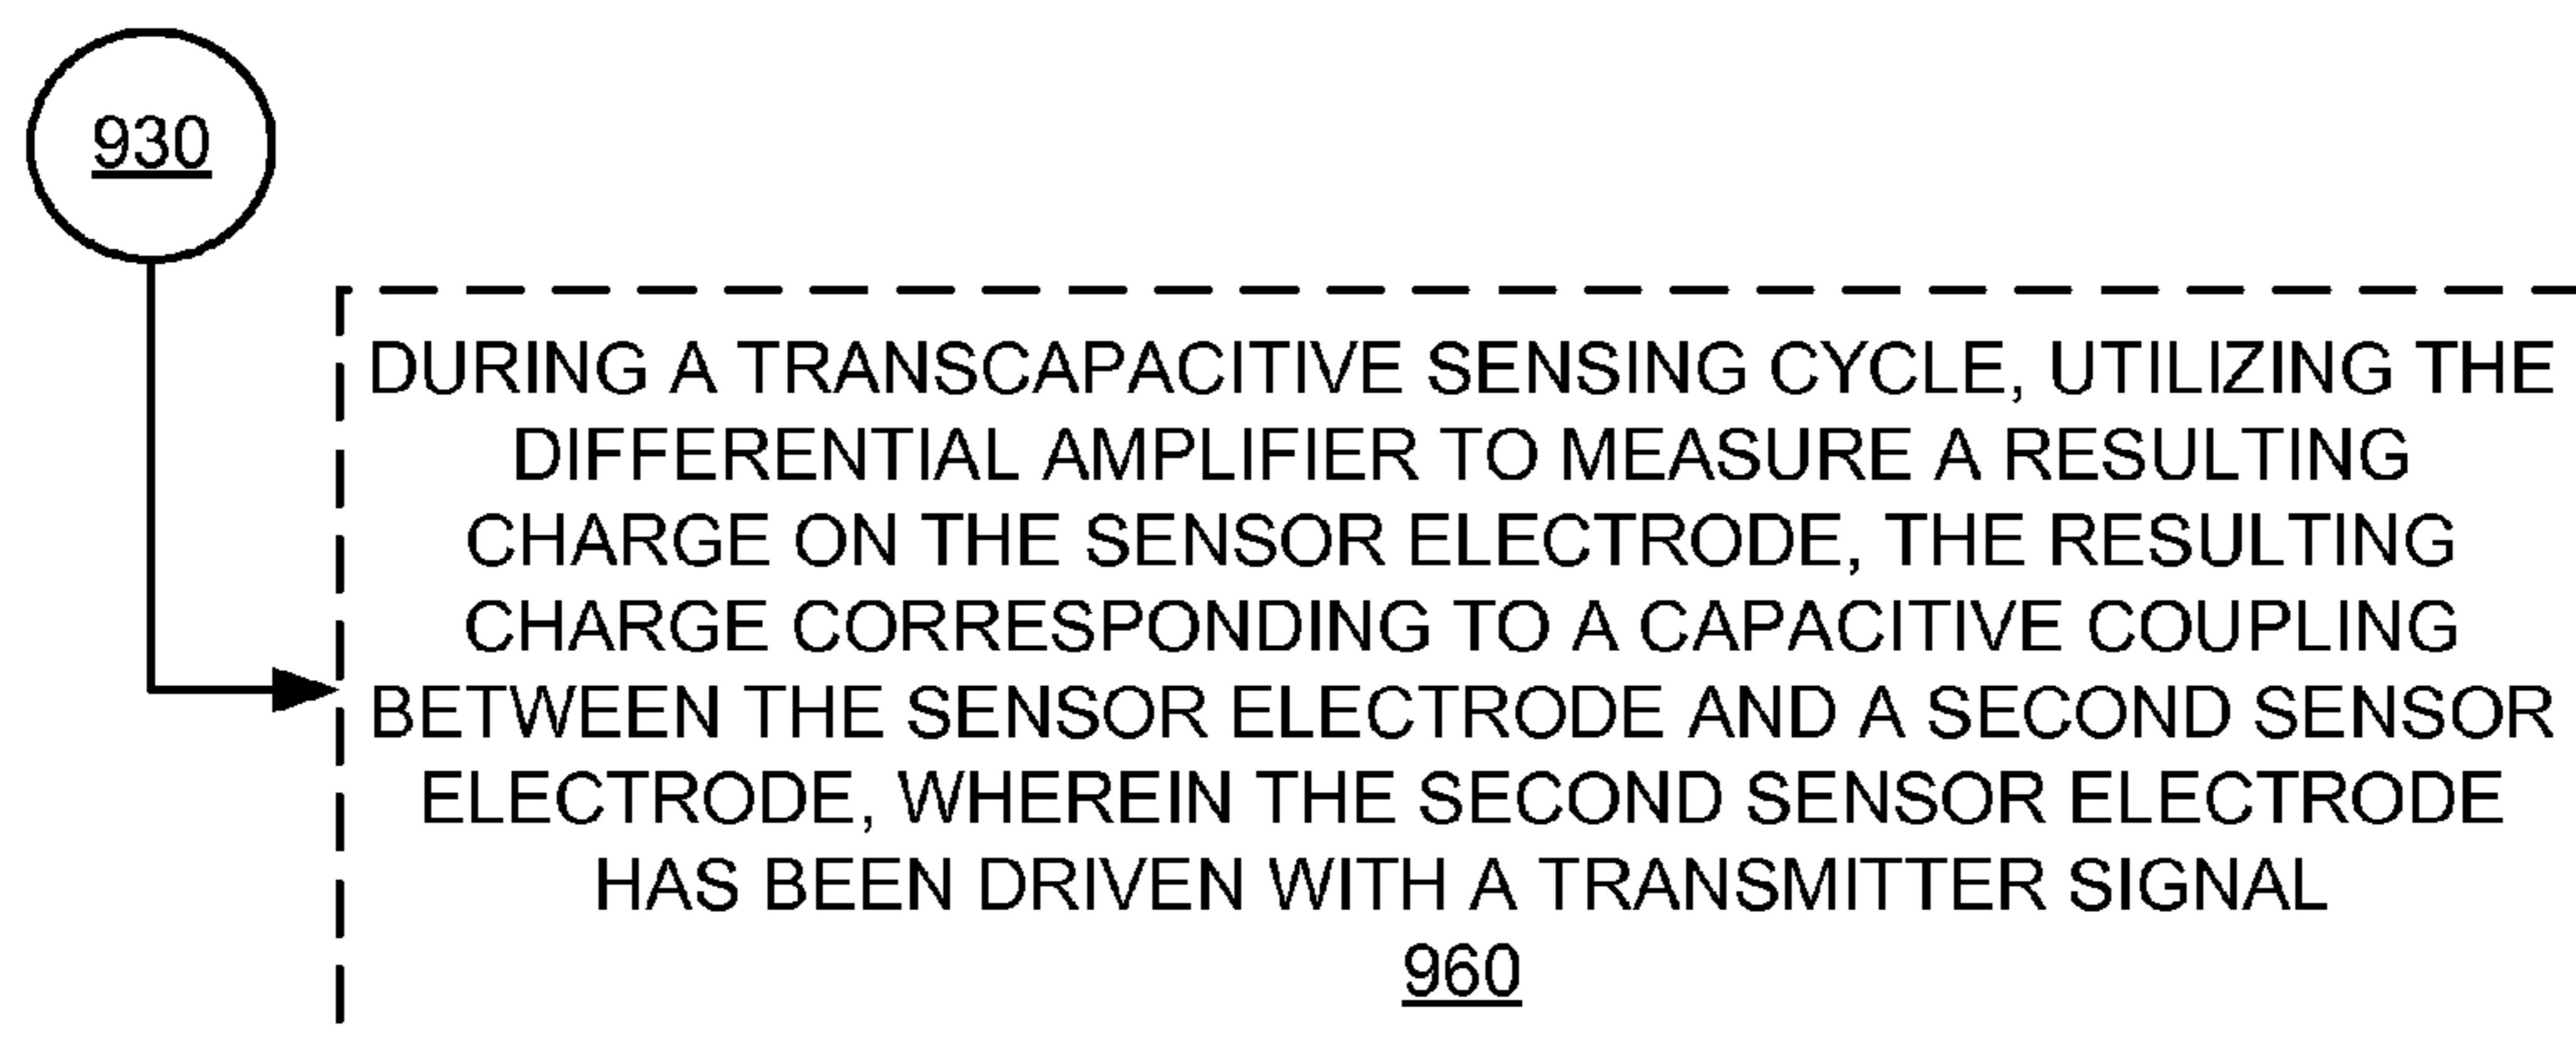 930
DURING A TRANSCAPACITIVE SENSING CYCLE, UTILIZING THE
DIFFERENTIAL AMPLIFIER TO MEASURE A RESULTING
CHARGE ON THE SENSOR ELECTRODE, THE RESULTING
CHARGE CORRESPONDING TO A CAPACITIVE COUPLING
BETWEEN THE SENSOR ELECTRODE AND A SECOND SENSOR
ELECTRODE, WHEREIN THE SECOND SENSOR ELECTRODE
HAS BEEN DRIVEN WITH A TRANSMITTER SIGNAL
960